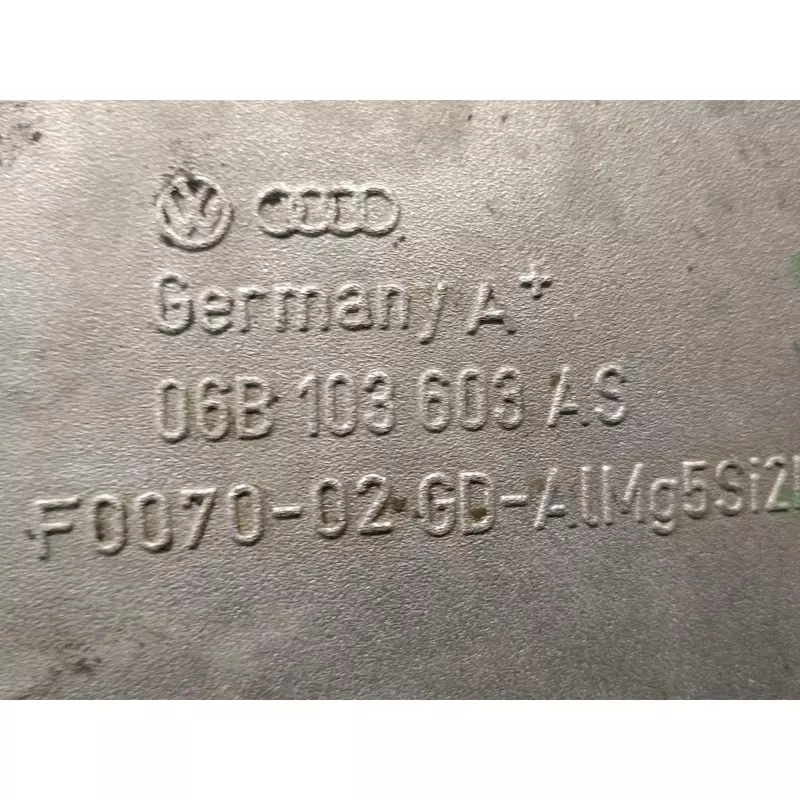 Germany A+
06B 103 603 AS
F0070-02 GD-AlMg5Si2